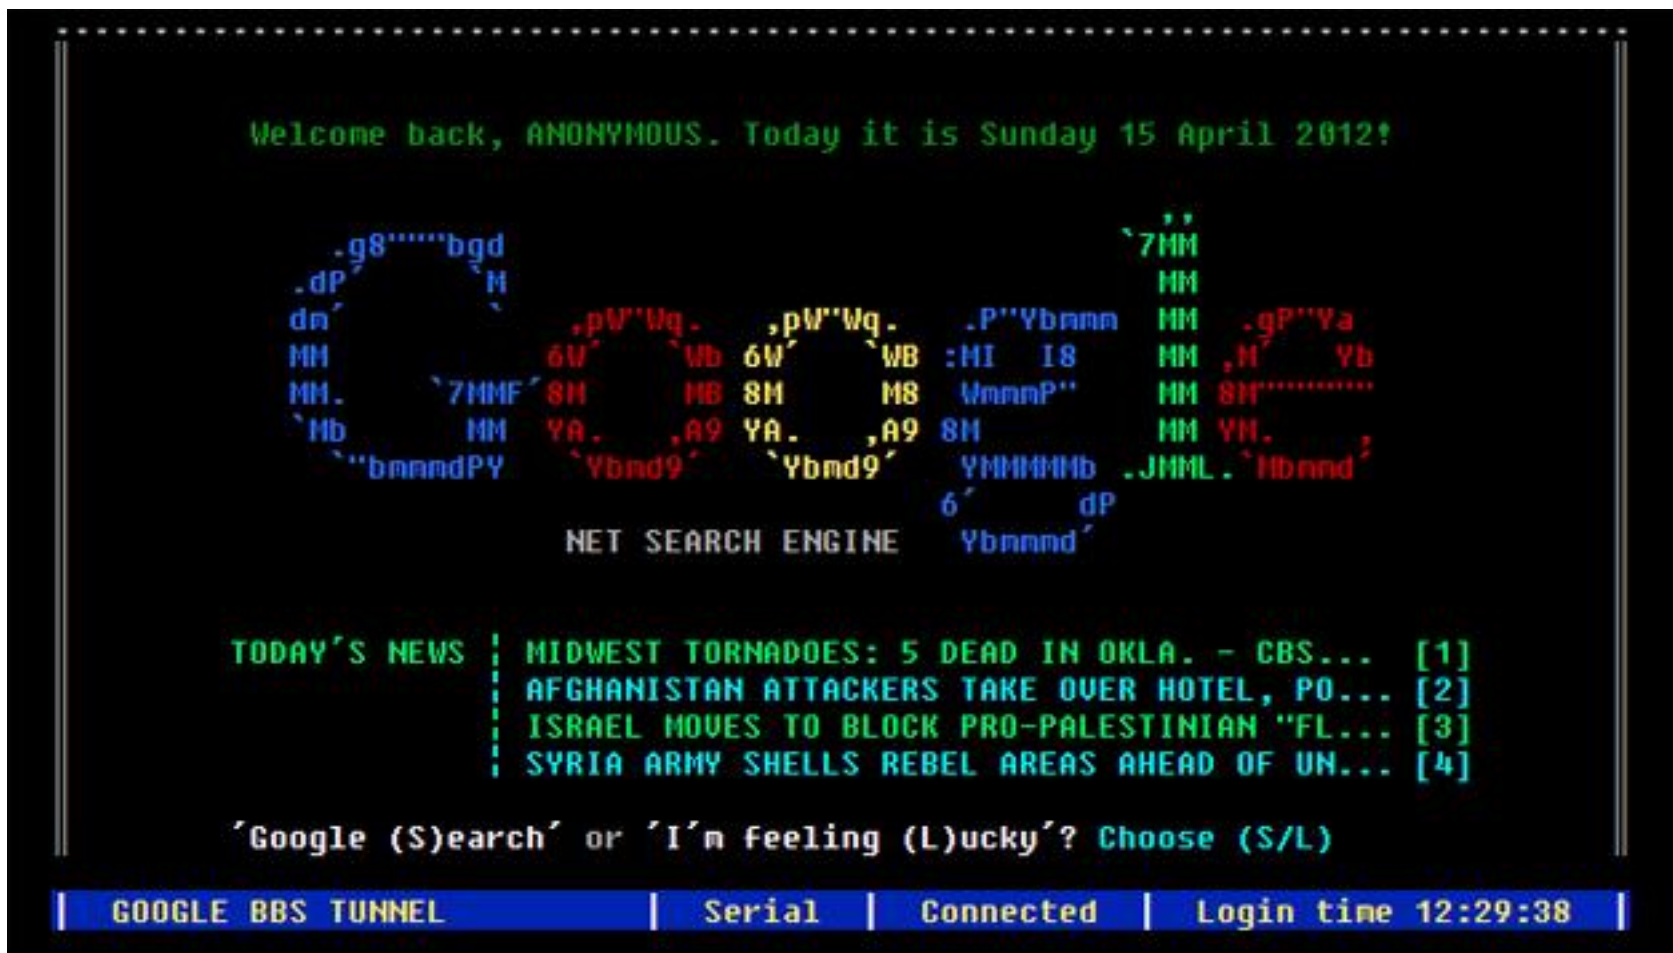 Welcome back, ANONYMOUS. Today it is Sunday 15 April 2012!
Google
NET SEARCH ENGINE
TODAY´S NEWS ¦ MIDWEST TORNADOES: 5 DEAD IN OKLA. - CBS... [1]
¦ AFGHANISTAN ATTACKERS TAKE OVER HOTEL, PO... [2]
¦ ISRAEL MOVES TO BLOCK PRO-PALESTINIAN "FL... [3]
¦ SYRIA ARMY SHELLS REBEL AREAS AHEAD OF UN... [4]
´Google (S)earch´ or ´I´m feeling (L)ucky´? Choose (S/L)
| GOOGLE BBS TUNNEL | Serial | Connected | Login time 12:29:38 |